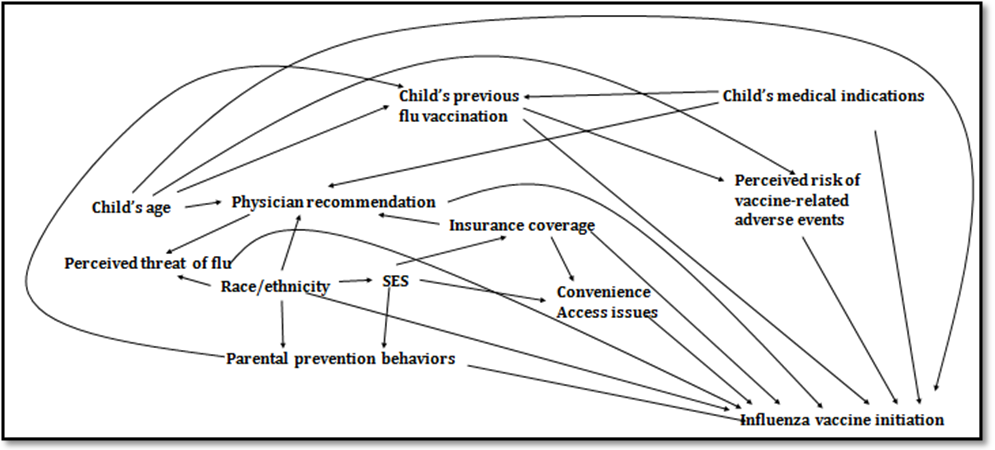 Child's previous
flu vaccination
Child's medical indications
Perceived risk of
vaccine-related
adverse events
Child's age
Physician recommendation
Insurance coverage
Perceived threat of flu
Race/ethnicity
SES
Convenience
Access issues
Parental prevention behaviors
Influenza vaccine initiation